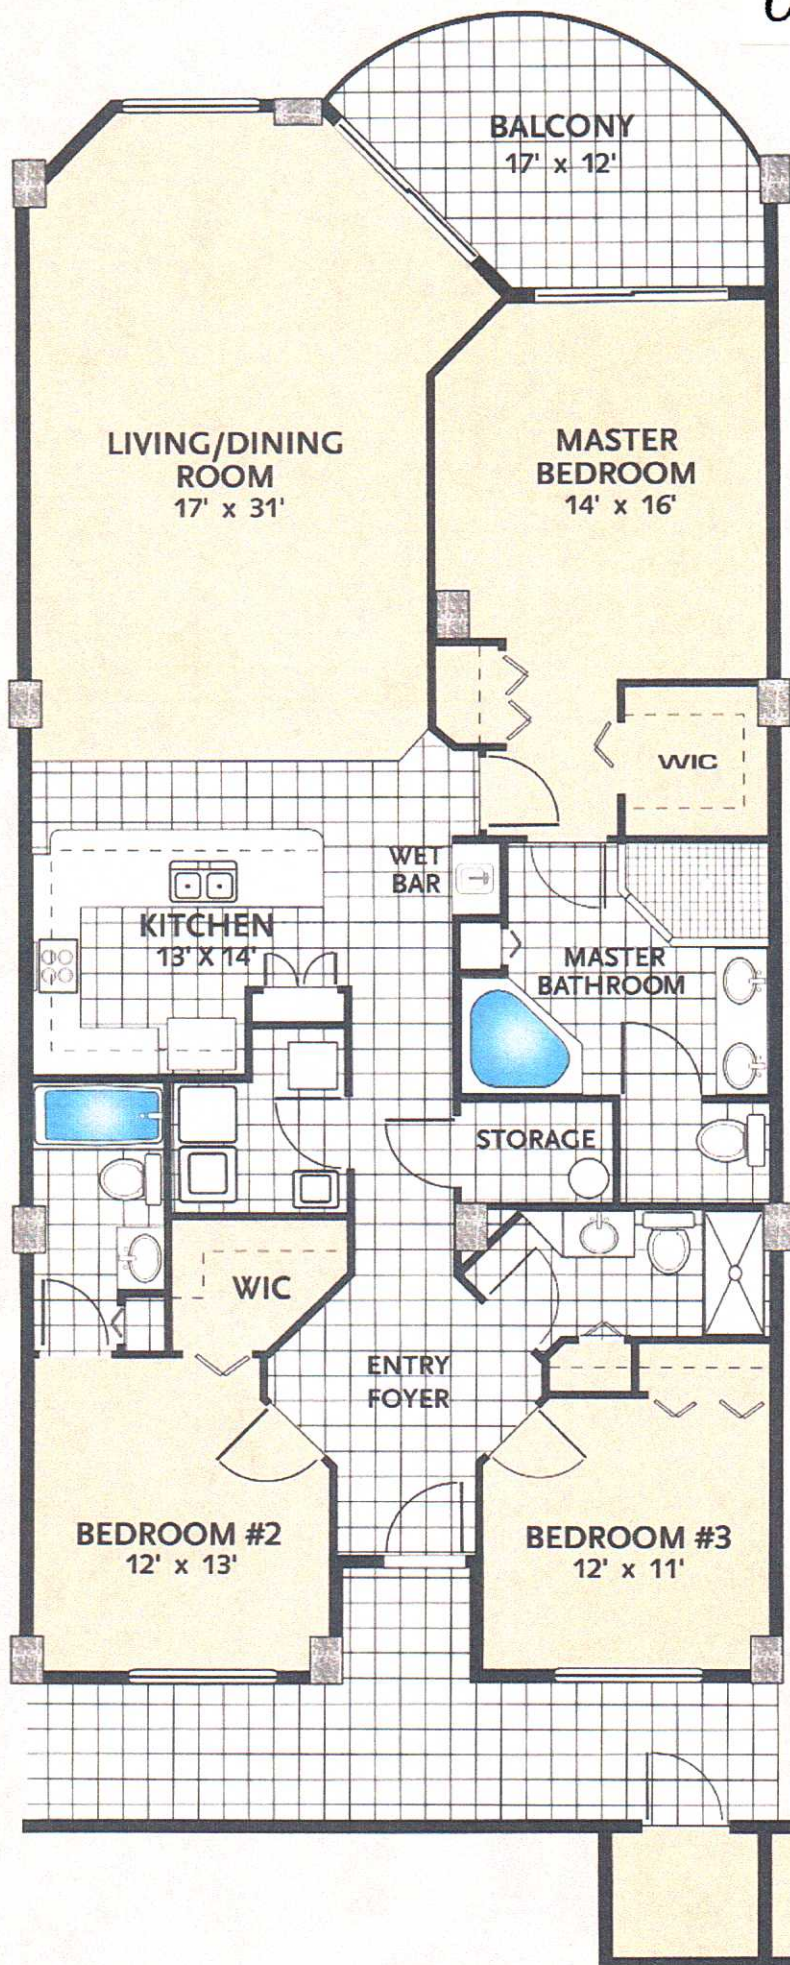 BALCONY
17' x 12'
LIVING/DINING
ROOM
17' x 31'
MASTER
BEDROOM
14' x 16'
WIC
WET
BAR
KITCHEN
13' X 14'
MASTER
BATHROOM
STORAGE
WIC
ENTRY
FOYER
BEDROOM #2
12' x 13'
BEDROOM #3
12' x 11'